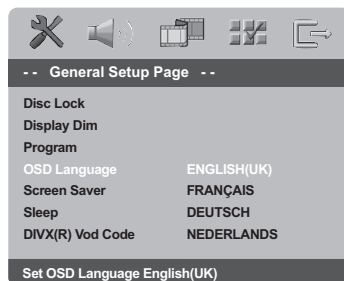 -- General Setup Page --
Disc Lock
Display Dim
Program
OSD Language ENGLISH(UK)
Screen Saver FRANÇAIS
Sleep DEUTSCH
DIVX(R) Vod Code NEDERLANDS
Set OSD Language English(UK)